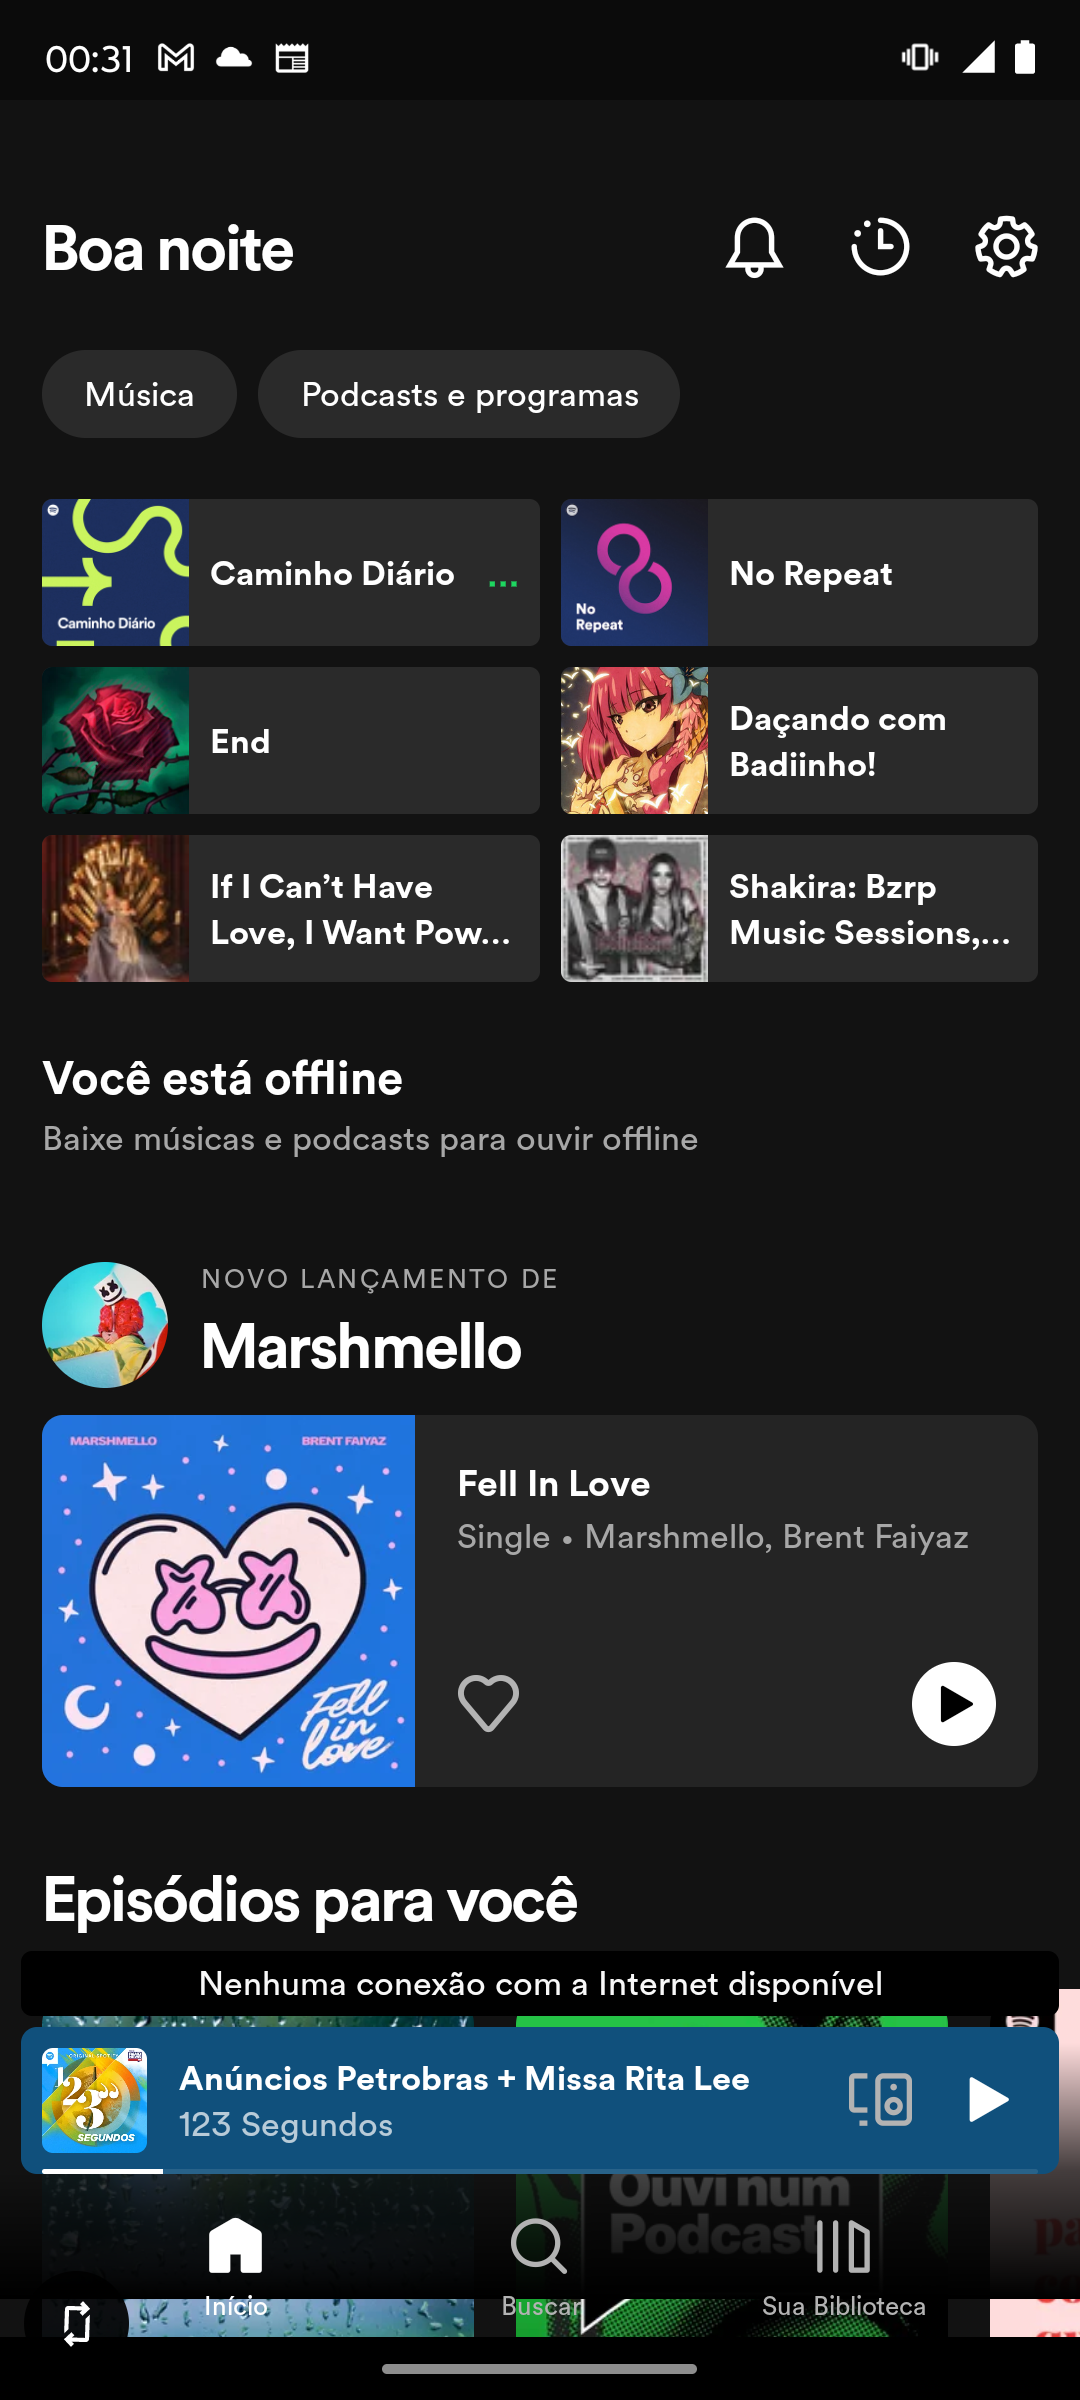 00:31
Boa noite
Música
Podcasts e programas
Caminho Diário
Caminho Diário
...
No
Repeat
No Repeat
End
Daçando com
Badiinho!
If I Can’t Have
Love, I Want Pow...
Shakira: Bzrp
Music Sessions,...
Você está offline
Baixe músicas e podcasts para ouvir offline
NOVO LANÇAMENTO DE
Marshmello
MARSHMELLO
BRENT FAIYAZ
Fell
in
love
Fell In Love
Single • Marshmello, Brent Faiyaz
Episódios para você
Nenhuma conexão com a Internet disponível
123
SEGUNDOS
Anúncios Petrobras + Missa Rita Lee
123 Segundos
Ouvi num
Podcast
Início
Buscar
Sua Biblioteca